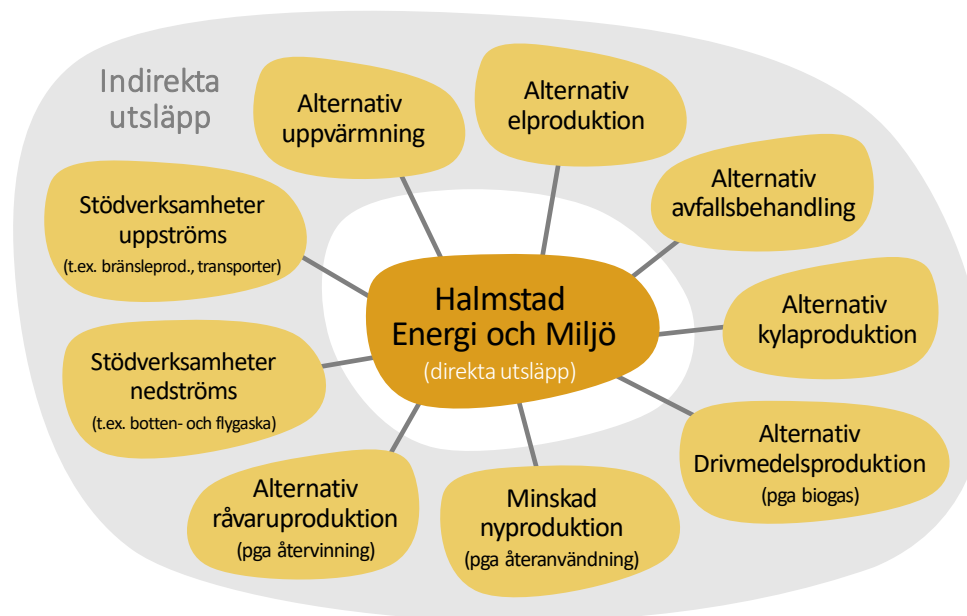 Indirekta
utsläpp
Alternativ
uppvärmning
Alternativ
elproduktion
Alternativ
avfallsbehandling
Alternativ
kylaproduktion
Alternativ
Drivmedelsproduktion
(pga biogas)
Minskad
nyproduktion
(pga återanvändning)
Alternativ
råvaruproduktion
(pga återvinning)
Stödverksamheter
nedströms
(t.ex. botten- och flygaska)
Stödverksamheter
uppströms
(t.ex. bränsleprod., transporter)
Halmstad
Energi och Miljö
(direkta utsläpp)